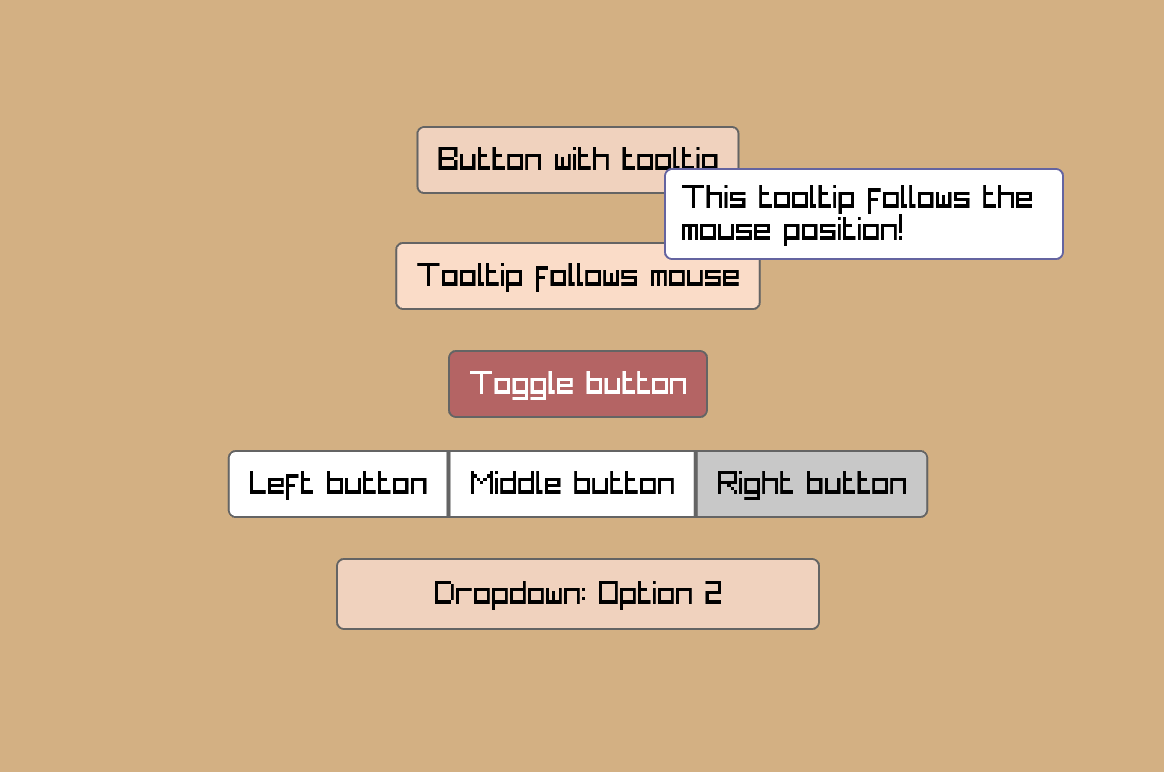 Button with tooltip
This tooltip follows the
mouse position!
Tooltip follows mouse
Toggle button
Left button Middle button Right button
Dropdown: Option 2